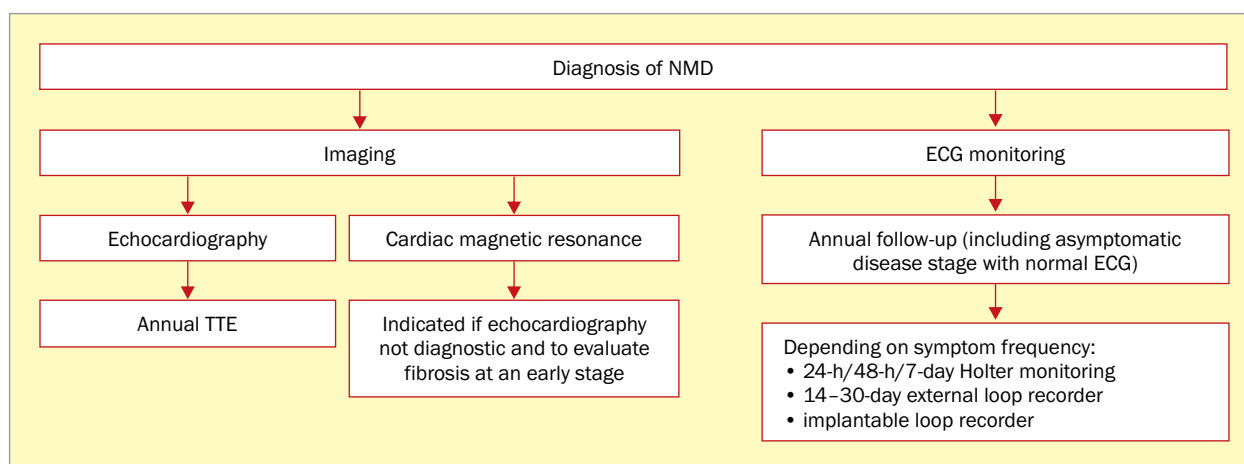 Diagnosis of NMD
Imaging
ECG monitoring
Echocardiography
Cardiac magnetic resonance
Annual follow-up (including asymptomatic
disease stage with normal ECG)
Annual TTE
Indicated if echocardiography
not diagnostic and to evaluate
fibrosis at an early stage
Depending on symptom frequency:
• 24-h/48-h/7-day Holter monitoring
• 14–30-day external loop recorder
• implantable loop recorder